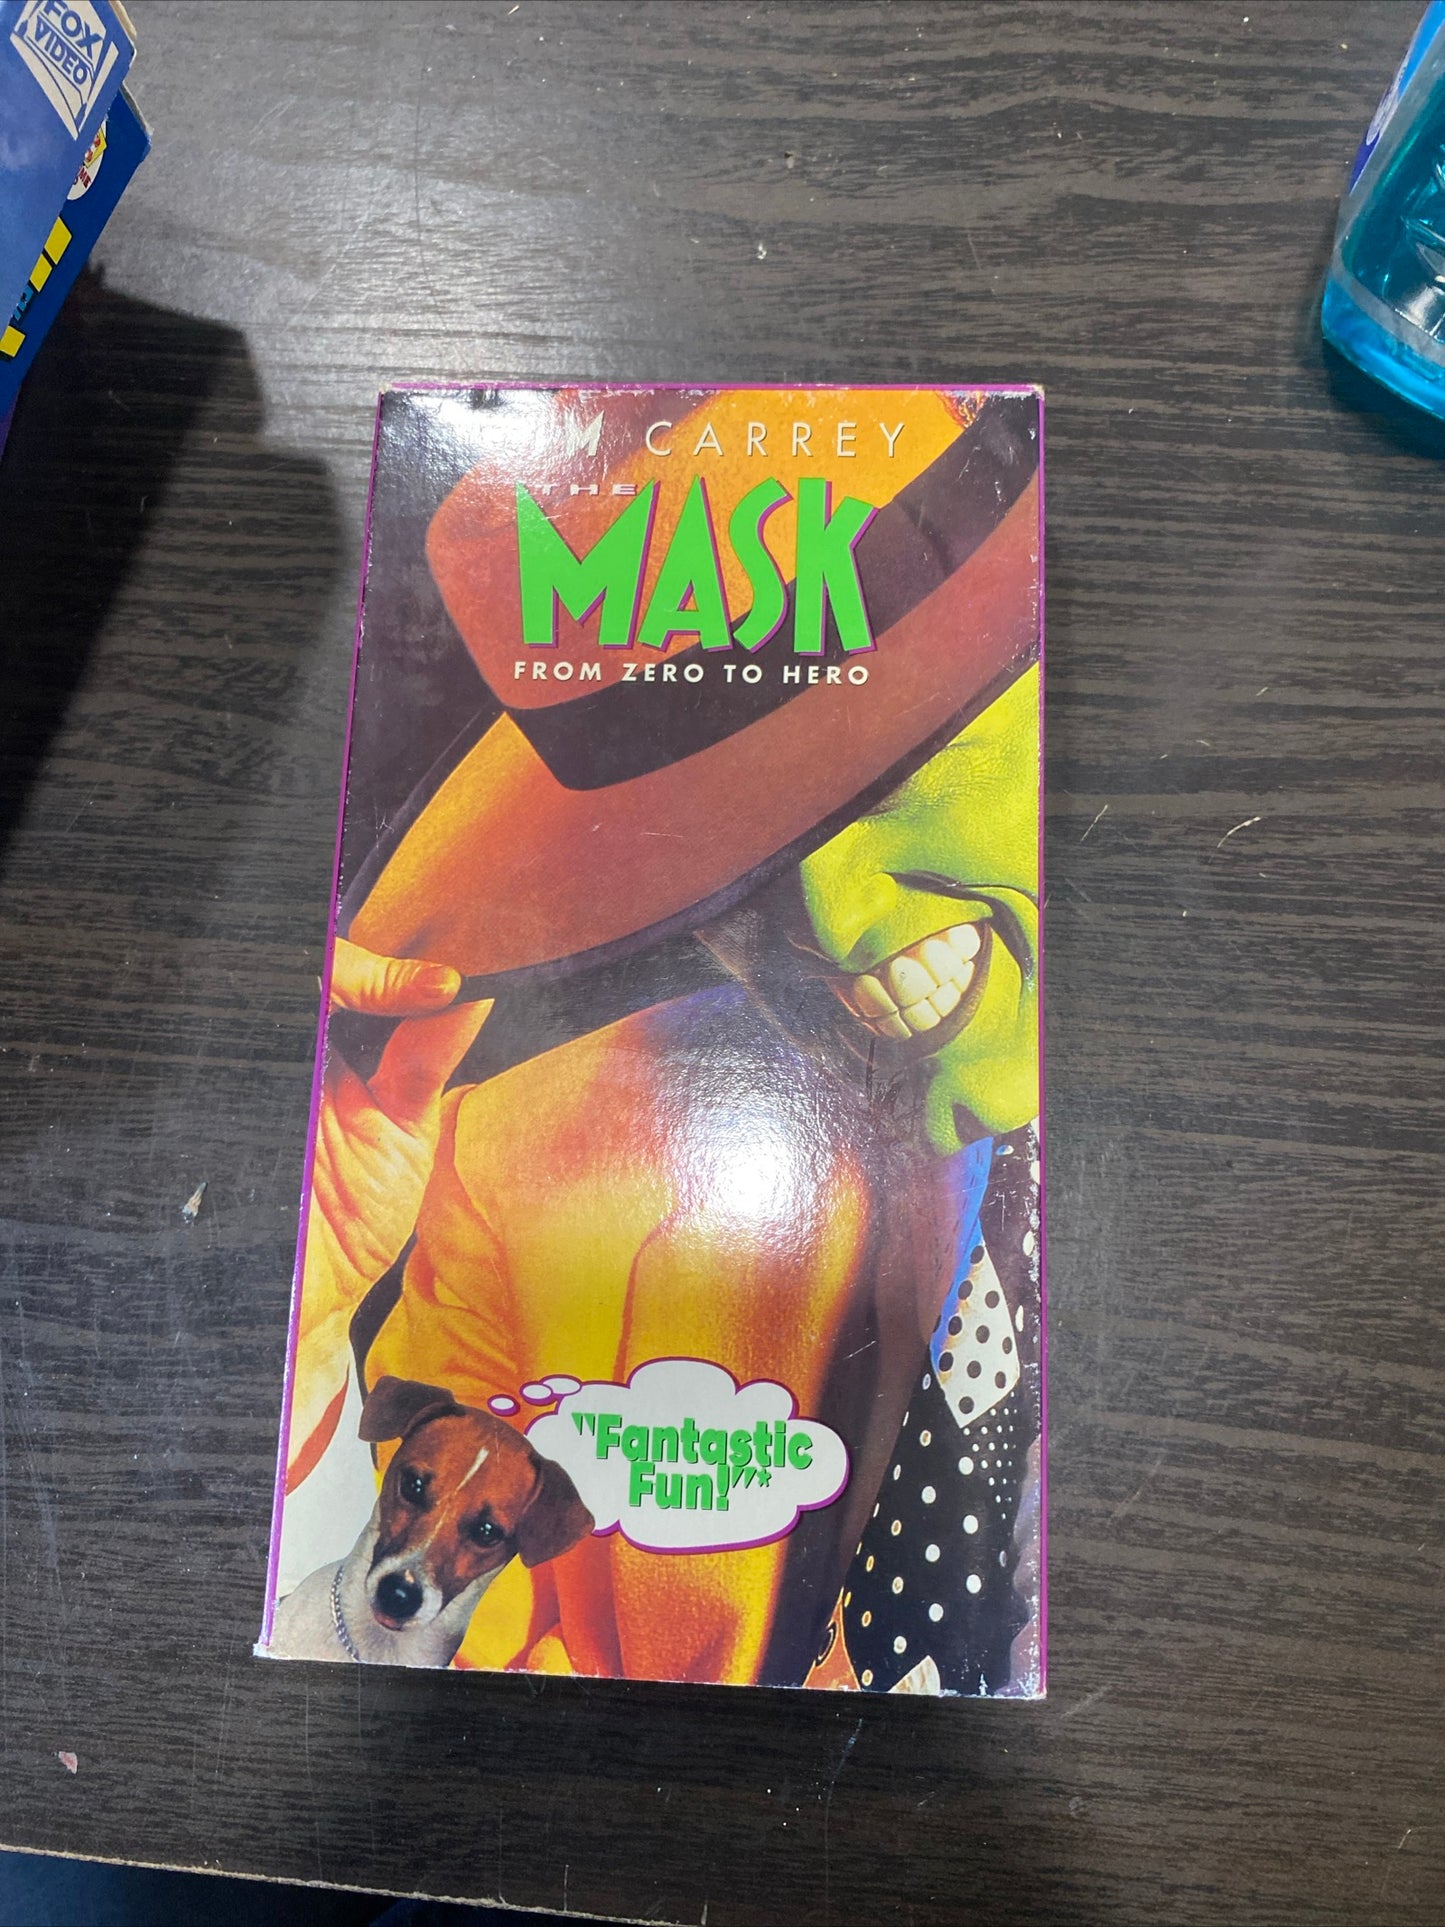 FOX
VIDEO
CARREY
THE
MASK
FROM ZERO TO HERO
"Fantastic
Fun!"*